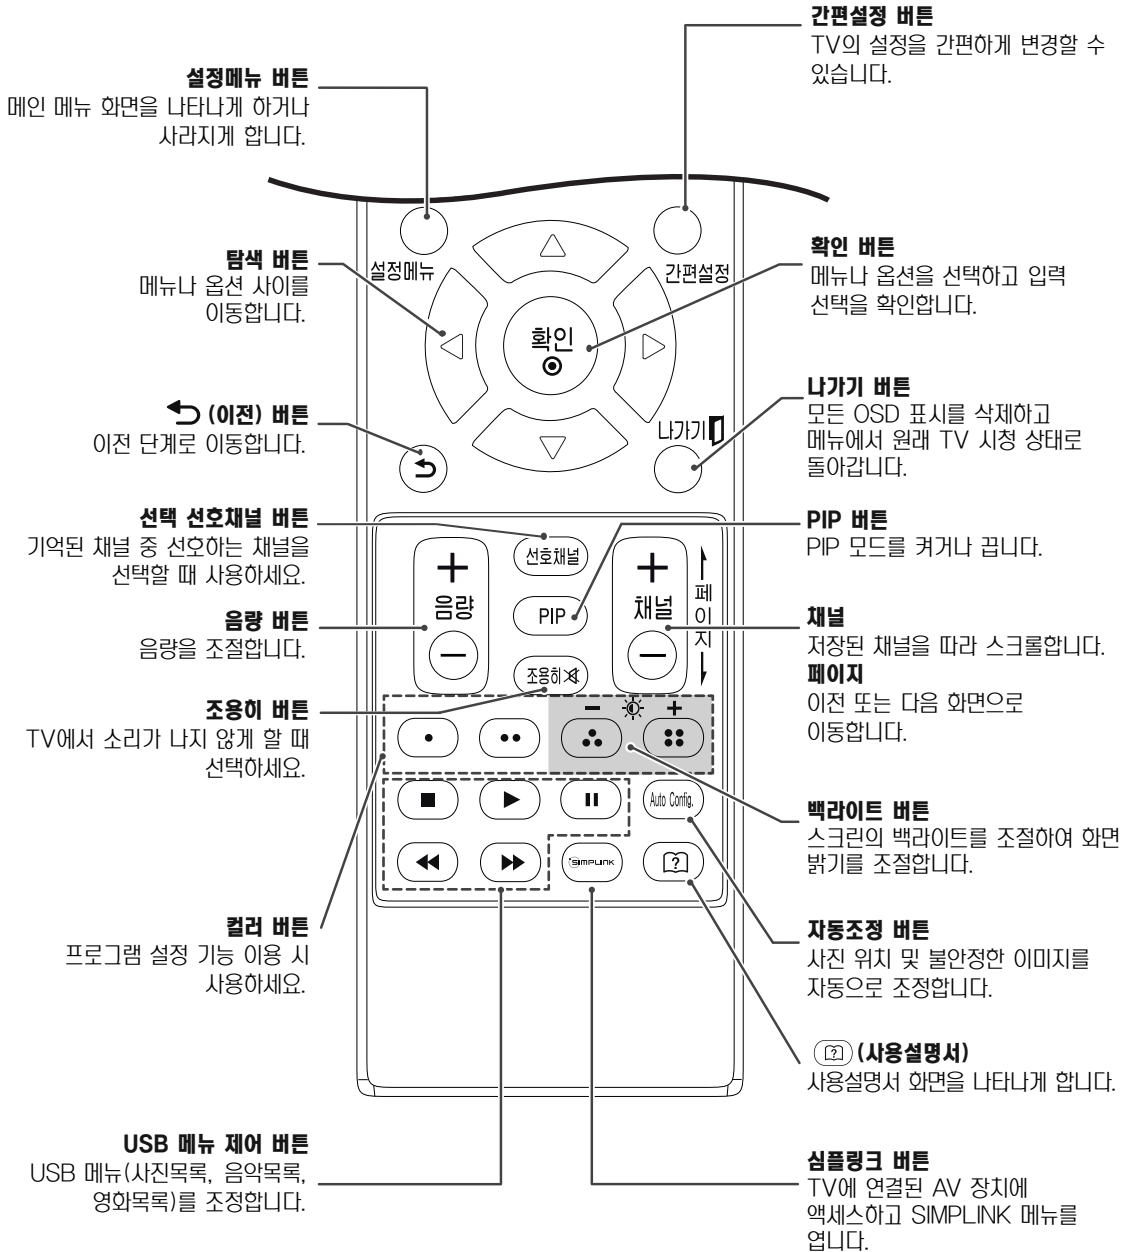 간편설정 버튼
TV의 설정을 간편하게 변경할 수
있습니다.
설정메뉴 버튼
메인 메뉴 화면을 나타나게 하거나
사라지게 합니다.
탐색 버튼
메뉴나 옵션 사이를
이동합니다.
확인 버튼
메뉴나 옵션을 선택하고 입력
선택을 확인합니다.
설정메뉴
간편설정
확인
(이전) 버튼
이전 단계로 이동합니다.
나가기
나가기 버튼
모든 OSD 표시를 삭제하고
메뉴에서 원래 TV 시청 상태로
돌아갑니다.
선택 선호채널 버튼
기억된 채널 중 선호하는 채널을
선택할 때 사용하세요.
PIP 버튼
PIP 모드를 켜거나 끕니다.
음량 버튼
음량을 조절합니다.
+
음량
−
선호채널
PIP
조용히
+
채널
−
페이지
채널
저장된 채널을 따라 스크롤합니다.
페이지
이전 또는 다음 화면으로
이동합니다.
조용히 버튼
TV에서 소리가 나지 않게 할 때
선택하세요.
− +
Auto Config.
SIMPLINK
?
백라이트 버튼
스크린의 백라이트를 조절하여 화면
밝기를 조절합니다.
컬러 버튼
프로그램 설정 기능 이용 시
사용하세요.
자동조정 버튼
사진 위치 및 불안정한 이미지를
자동으로 조정합니다.
? (사용설명서)
사용설명서 화면을 나타나게 합니다.
USB 메뉴 제어 버튼
USB 메뉴(사진목록, 음악목록,
영화목록)를 조정합니다.
심플링크 버튼
TV에 연결된 AV 장치에
액세스하고 SIMPLINK 메뉴를
엽니다.